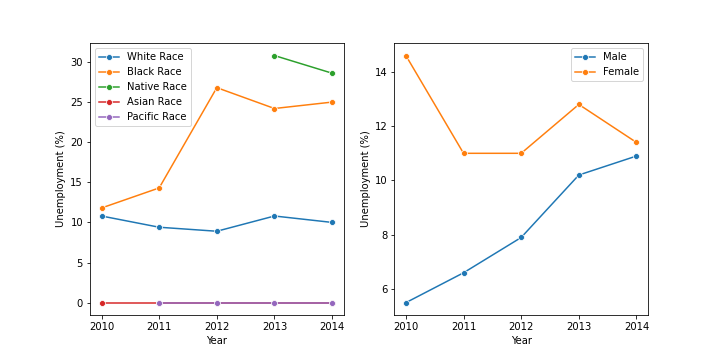 White Race
Black Race
Native Race
Asian Race
Pacific Race
Unemployment (%)
30
25
20
15
10
5
0
2010 2011 2012 2013 2014
Year
Male
Female
Unemployment (%)
14
12
10
8
6
2010 2011 2012 2013 2014
Year